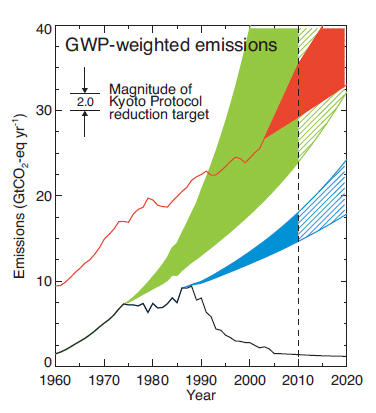 GWP-weighted emissions
2.0
Magnitude of
Kyoto Protocol
reduction target
Emissions (GtCO₂-eq yr⁻¹)
40
30
20
10
0
1960 1970 1980 1990 2000 2010 2020
Year